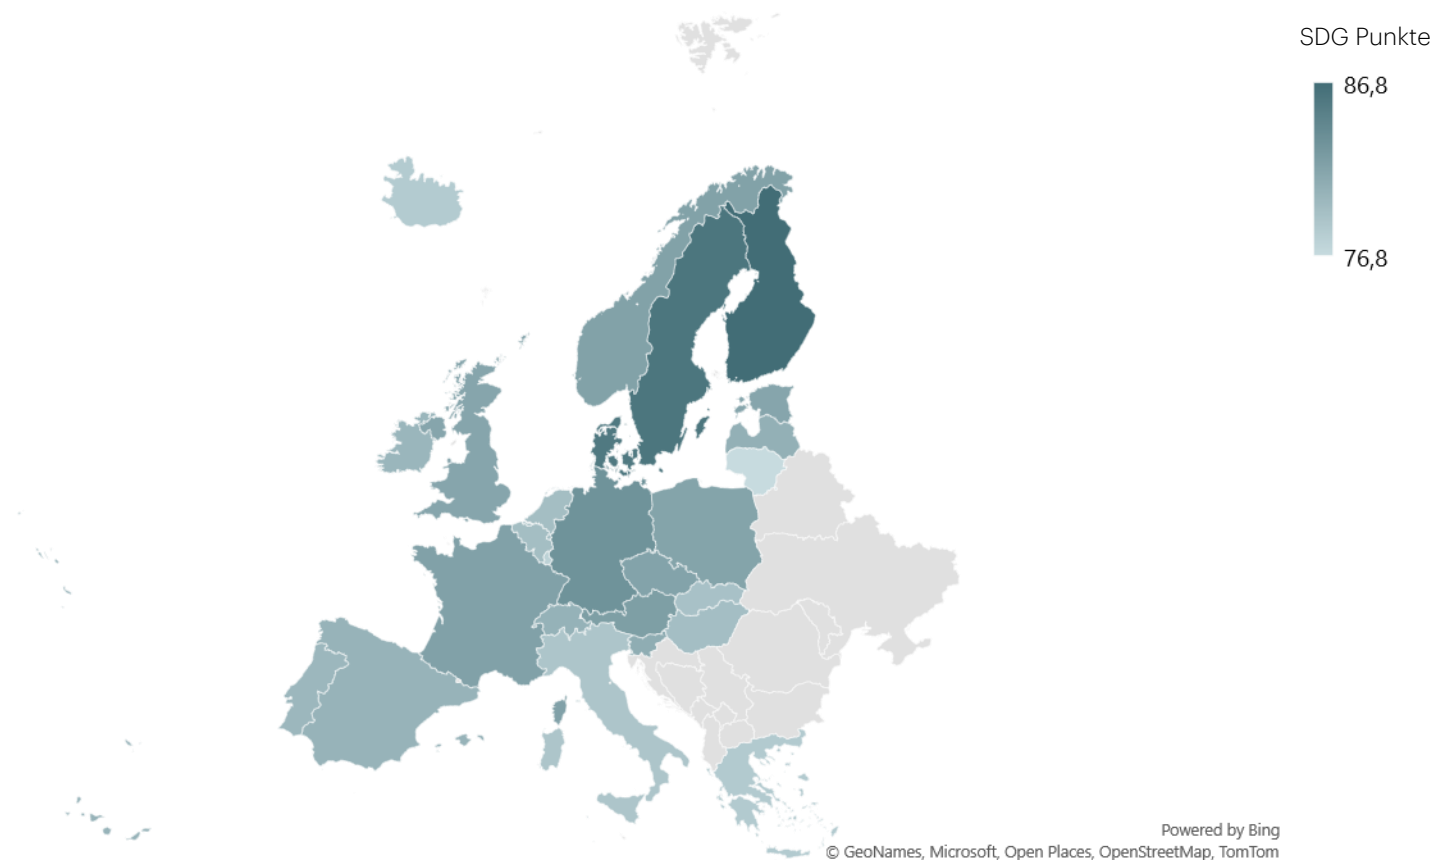 SDG Punkte
86,8
76,8
Powered by Bing
© GeoNames, Microsoft, Open Places, OpenStreetMap, TomTom